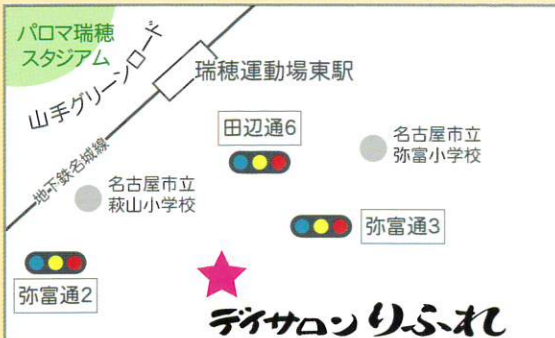 パロマ瑞穂
スタジアム
山手グリーンロード
瑞穂運動場東駅
地下鉄名城線
田辺通6
名古屋市立
弥富小学校
名古屋市立
萩山小学校
弥富通3
弥富通2
デイサロン りふれ